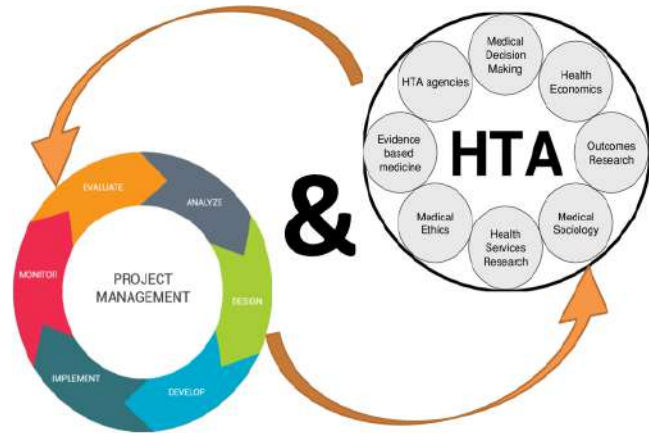 EVALUATE
ANALYZE
DESIGN
DEVELOP
IMPLEMENT
MONITOR
PROJECT
MANAGEMENT
&
HTA
Medical
Decision
Making
Health
Economics
Outcomes
Research
Medical
Sociology
Health
Services
Research
Medical
Ethics
Evidence
based
medicine
HTA agencies